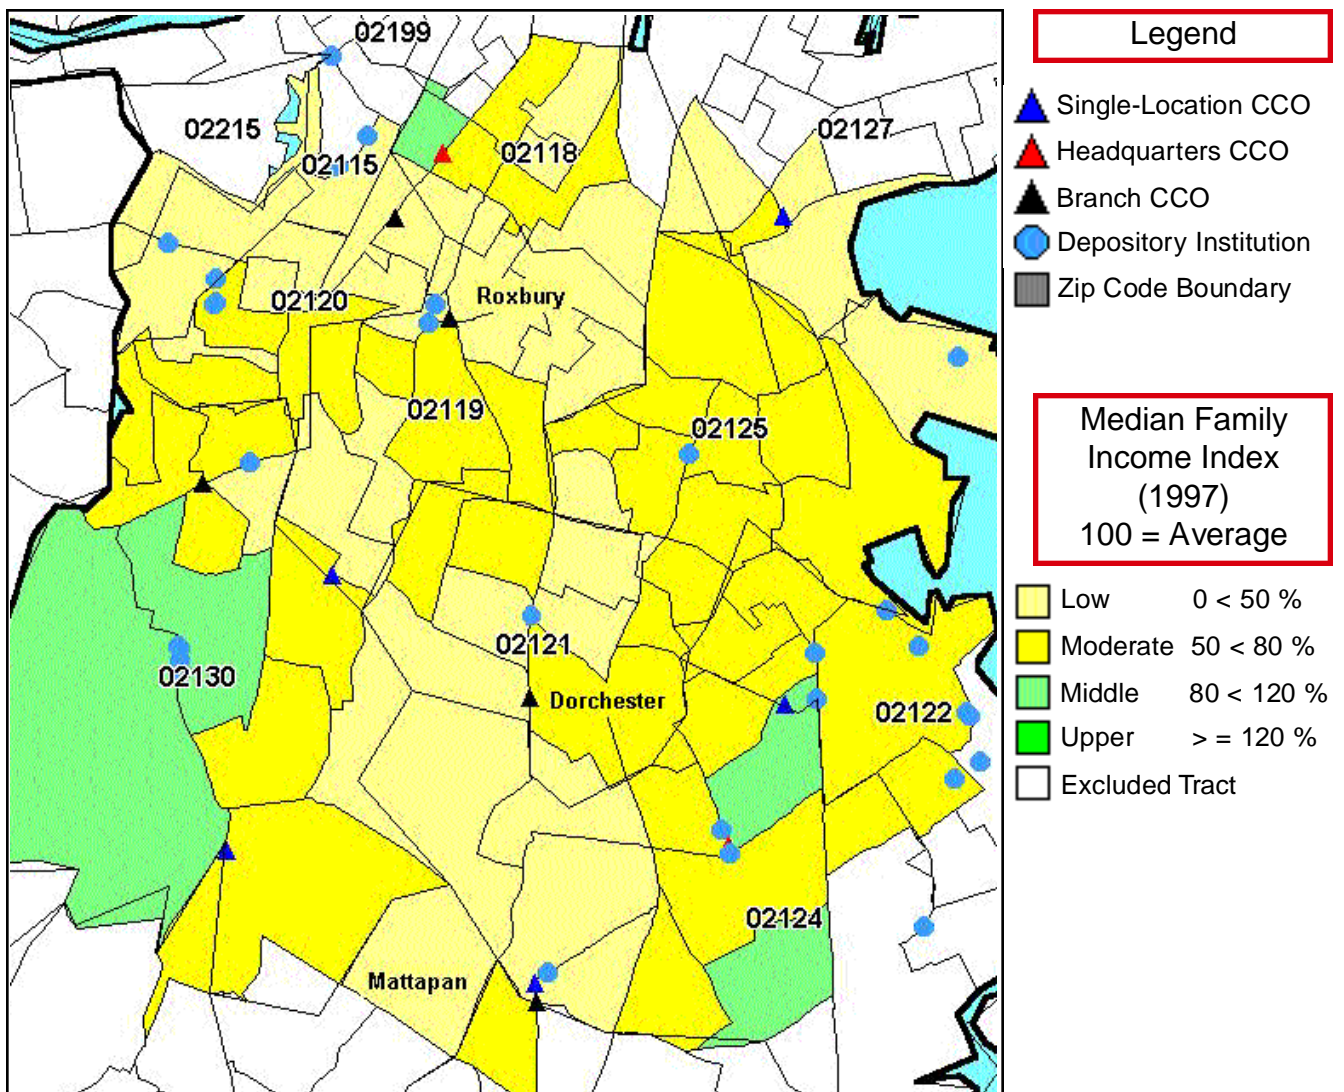 02199
02215
02115
02118
02127
02120
Roxbury
02119
02125
02121
02130
Dorchester
02122
02124
Mattapan
Legend
Single-Location CCO
Headquarters CCO
Branch CCO
Depository Institution
Zip Code Boundary
Median Family
Income Index
(1997)
100 = Average
Low 0 < 50 %
Moderate 50 < 80 %
Middle 80 < 120 %
Upper > = 120 %
Excluded Tract